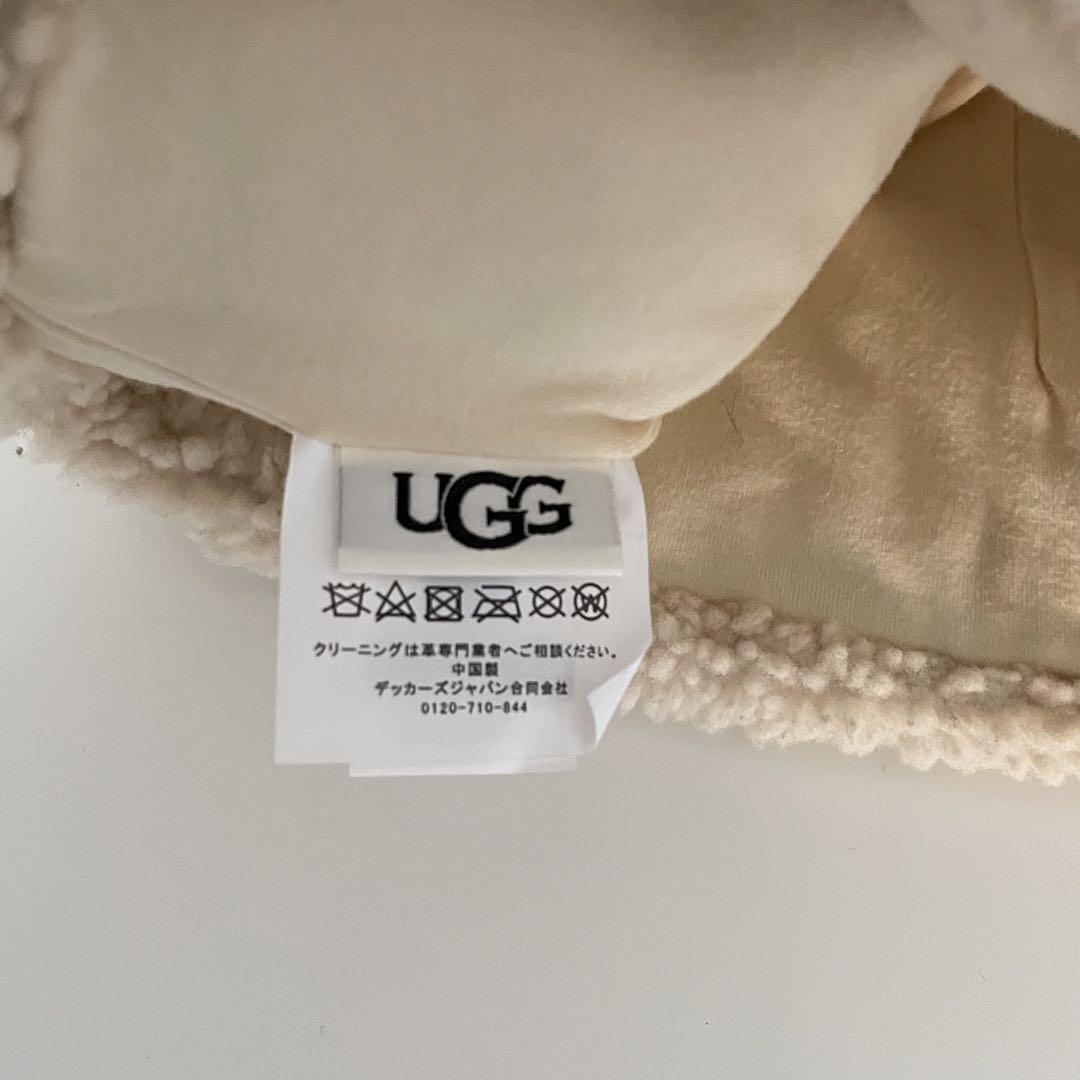 UGG
W
クリーニングは革専門業者へご相談ください。
中国製
デッカーズジャパン合同会社
0120-710-844